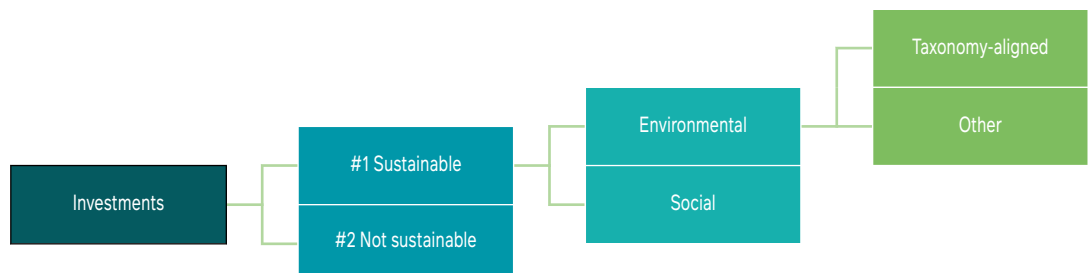 Investments
#1 Sustainable
#2 Not sustainable
Environmental
Social
Taxonomy-aligned
Other